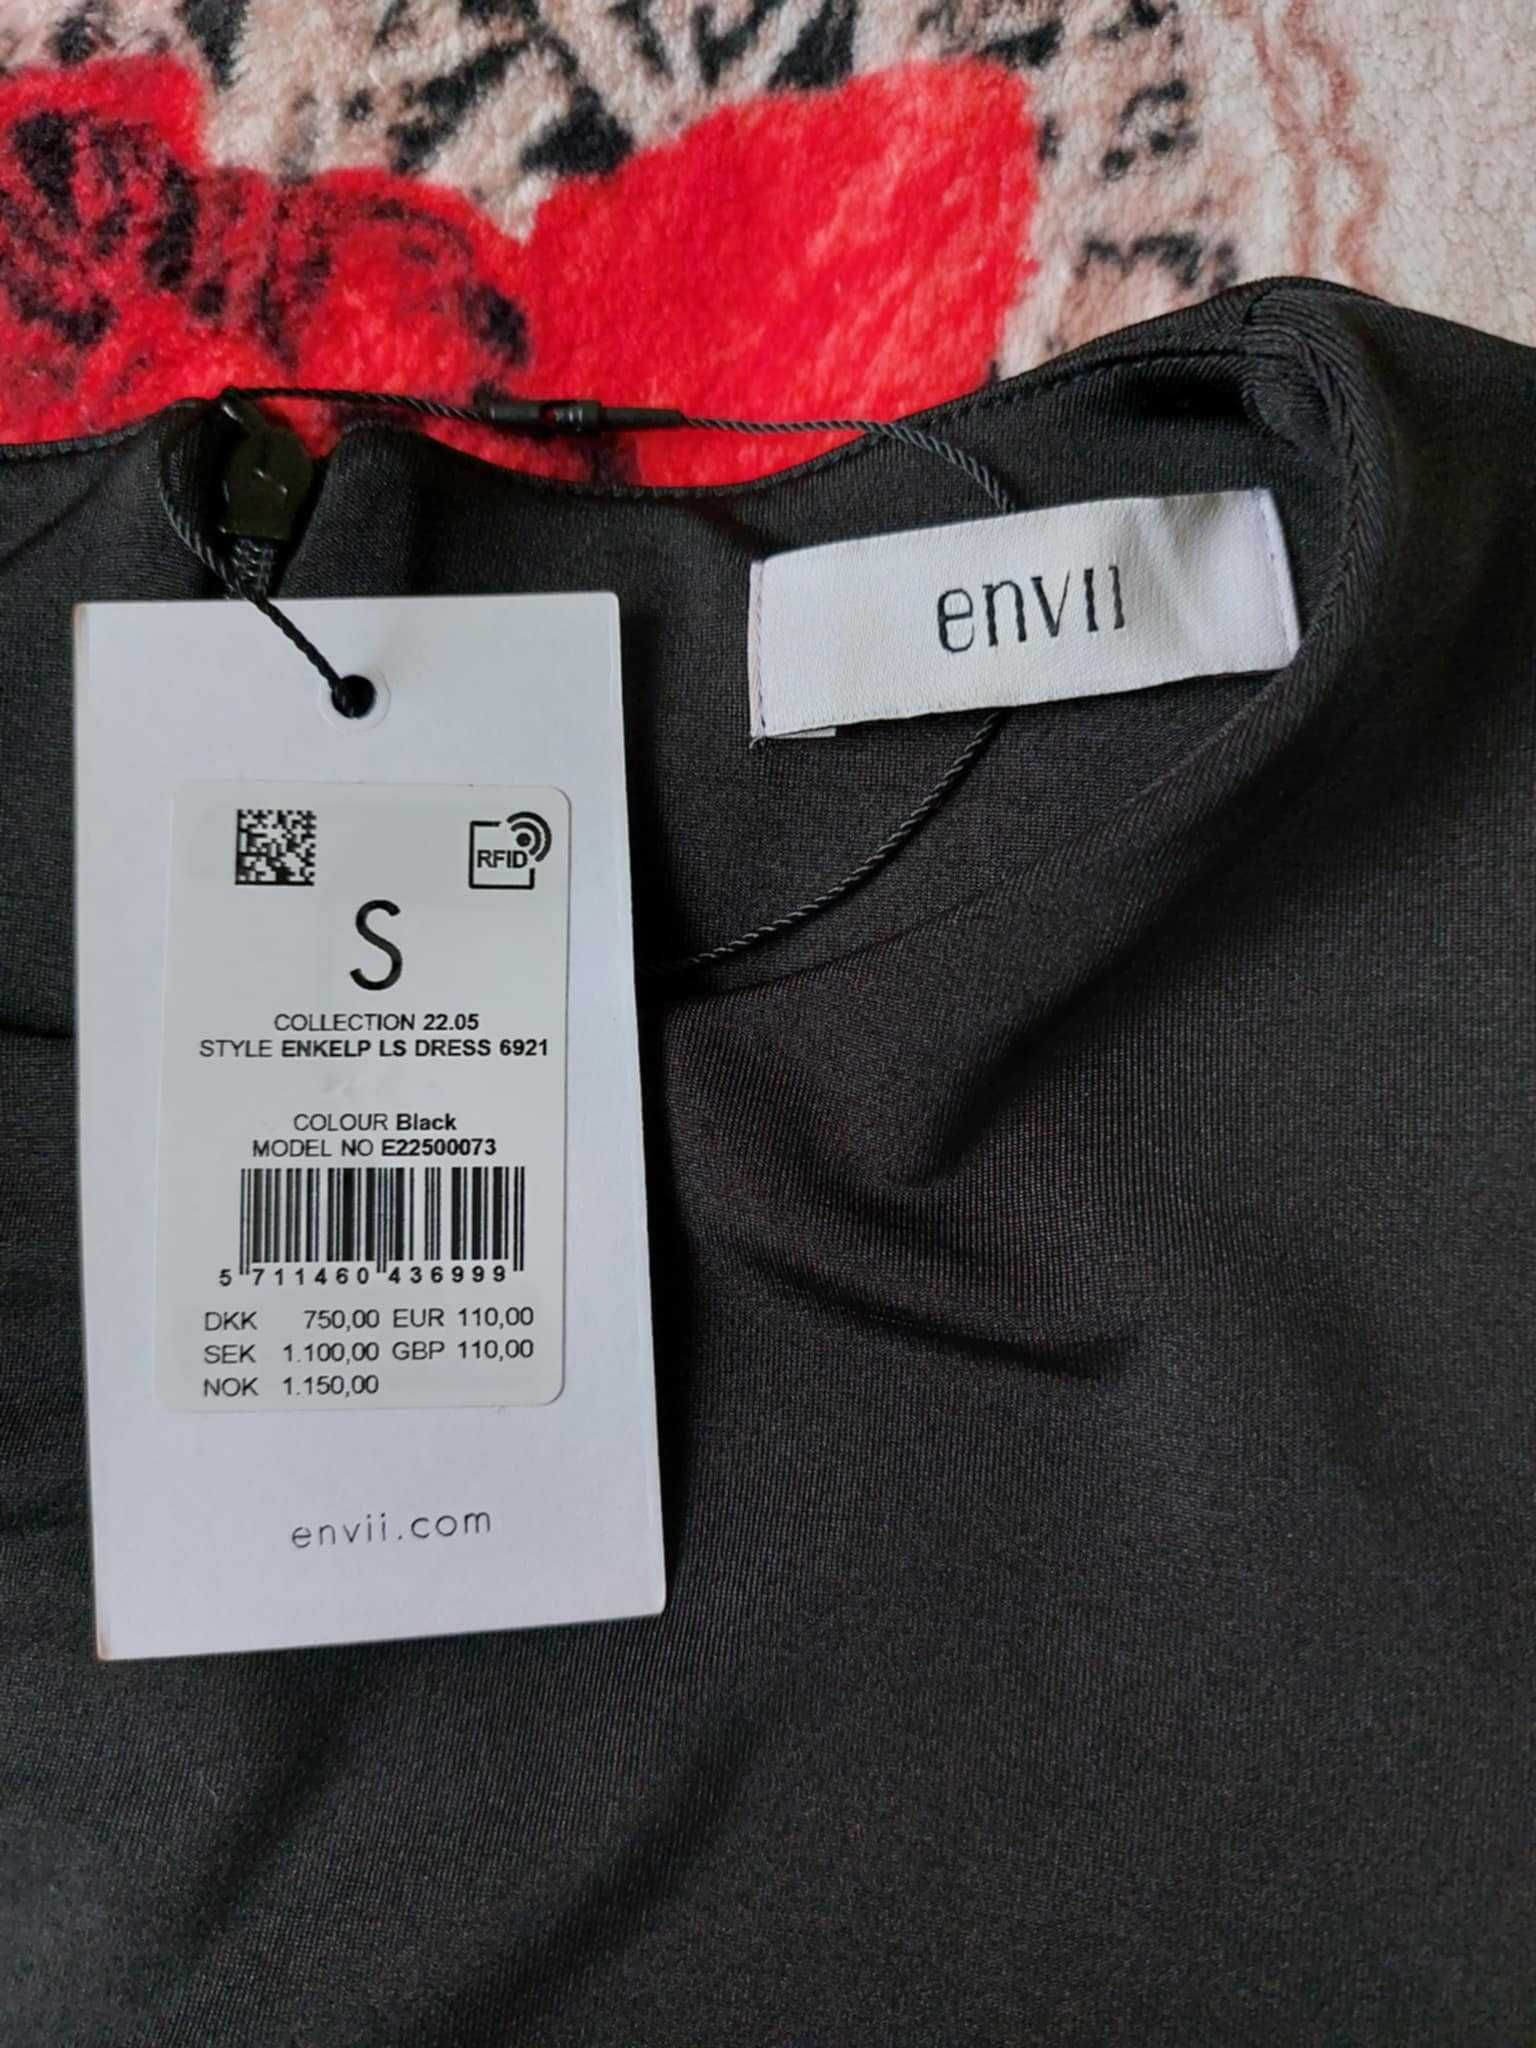 envii
RFID
S
COLLECTION 22.05
STYLE ENKELP LS DRESS 6921
COLOUR Black
MODEL NO E22500073
5 711460 436999
DKK 750,00 EUR 110,00
SEK 1.100,00 GBP 110,00
NOK 1.150,00
envii.com